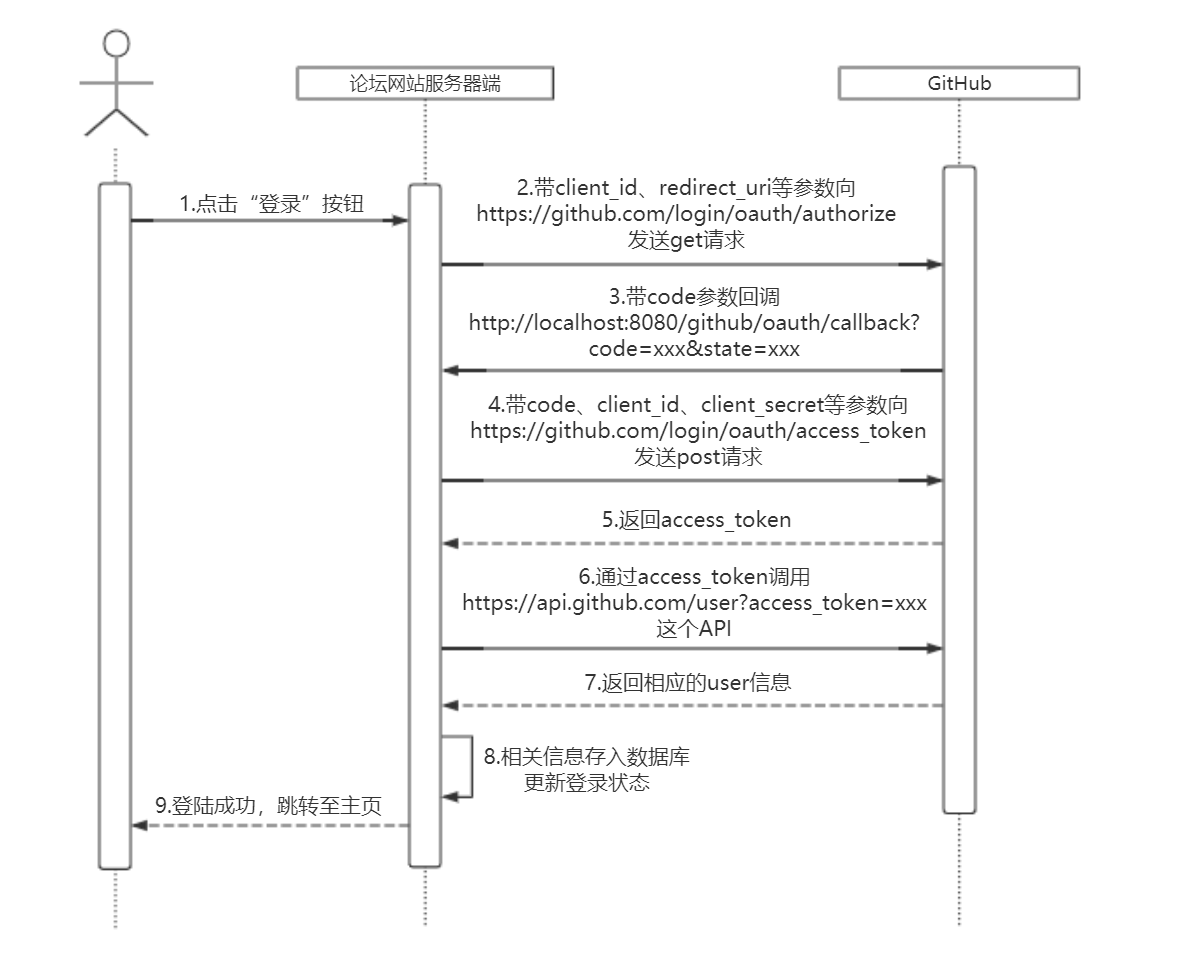 论坛网站服务器端
GitHub
1.点击“登录”按钮
2.带client_id、redirect_uri等参数向
https://github.com/login/oauth/authorize
发送get请求
3.带code参数回调
http://localhost:8080/github/oauth/callback?
code=xxx&state=xxx
4.带code、client_id、client_secret等参数向
https://github.com/login/oauth/access_token
发送post请求
5.返回access_token
6.通过access_token调用
https://api.github.com/user?access_token=xxx
这个API
7.返回相应的user信息
8.相关信息存入数据库
更新登录状态
9.登陆成功，跳转至主页